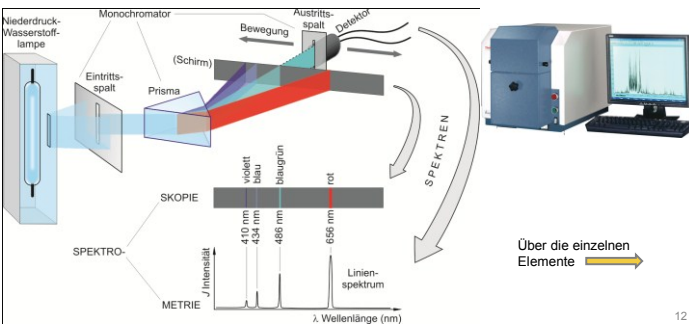 Niederdruck-
Wasserstoff-
lampe
Monochromator
Eintritts-
spalt
Prisma
(Schirm)
Bewegung
Austritts-
spalt
Detektor
SPEKTREN
violett
blau
blaugrün
rot
SKOPIE
410 nm
434 nm
486 nm
656 nm
SPEKTRO-
METRIE
J Intensität
Linien-
spektrum
λ Wellenlänge (nm)
Über die einzelnen
Elemente
12